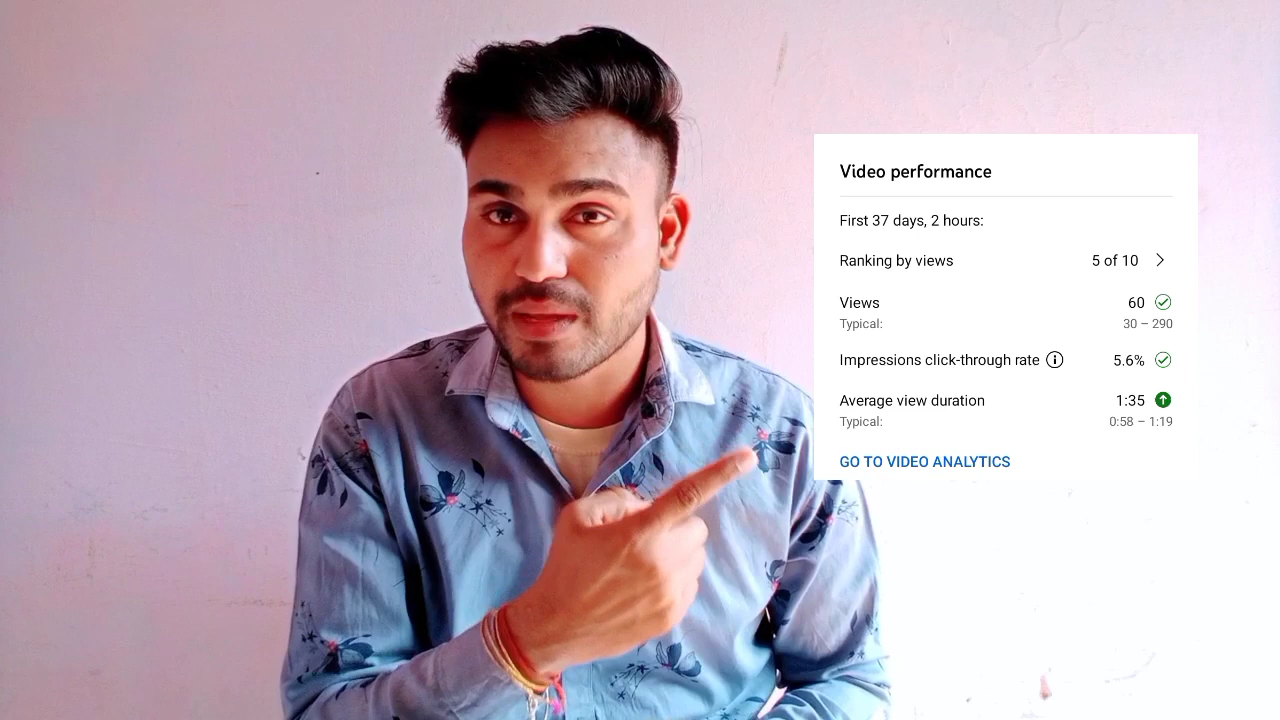 Video performance
First 37 days, 2 hours:
Ranking by views 5 of 10
Views 60
Typical: 30 – 290
Impressions click-through rate 5.6%
Average view duration 1:35
Typical: 0:58 – 1:19
GO TO VIDEO ANALYTICS